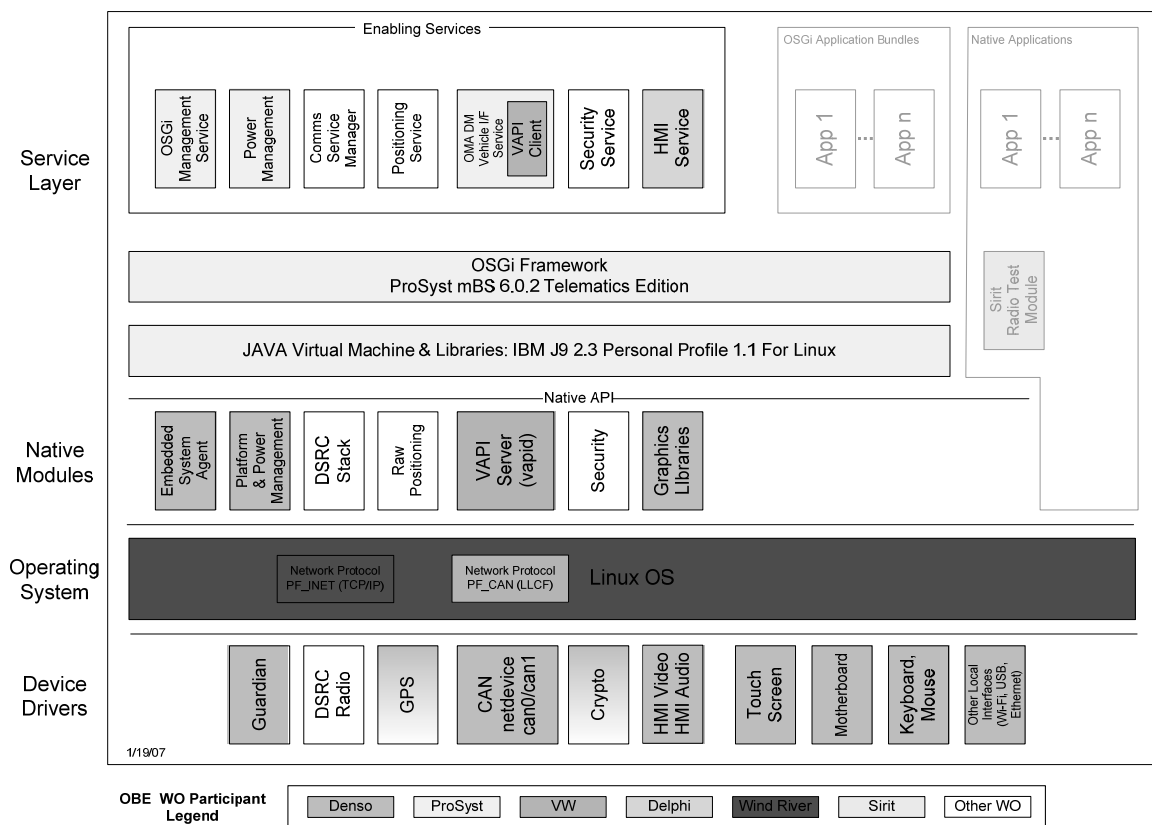 Enabling Services
OSGi Application Bundles
Native Applications
Service
Layer
OSGi
Management
Service
Power
Management
Comms
Service
Manager
Positioning
Service
OMA DM
Vehicle I/F
Service
VAPI
Client
Security
Service
HMI
Service
App 1
...
App n
App 1
...
App n
OSGi Framework
ProSyst mBS 6.0.2 Telematics Edition
Sirit
Radio Test
Module
JAVA Virtual Machine & Libraries: IBM J9 2.3 Personal Profile 1.1 For Linux
Native API
Native
Modules
Embedded
System
Agent
Platform
& Power
Management
DSRC
Stack
Raw
Positioning
VAPI
Server
(vapid)
Security
Graphics
LIbraries
Operating
System
Network Protocol
PF_INET (TCP/IP)
Network Protocol
PF_CAN (LLCF)
Linux OS
Device
Drivers
Guardian
DSRC
Radio
GPS
CAN
netdevice
can0/can1
Crypto
HMI Video
HMI Audio
Touch
Screen
Motherboard
Keyboard,
Mouse
Other Local
Interfaces
(Wi-Fi, USB,
Ethernet)
1/19/07
OBE WO Participant
Legend
Denso
ProSyst
VW
Delphi
Wind River
Sirit
Other WO